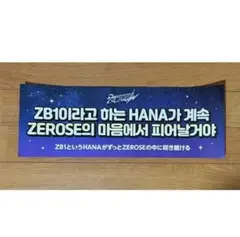 ZB1이라고 하는 HANA가 계속
ZEROSE의 마음에서 피어날거야
ZB1というHANAがずっとZEROSEの中に咲き続ける